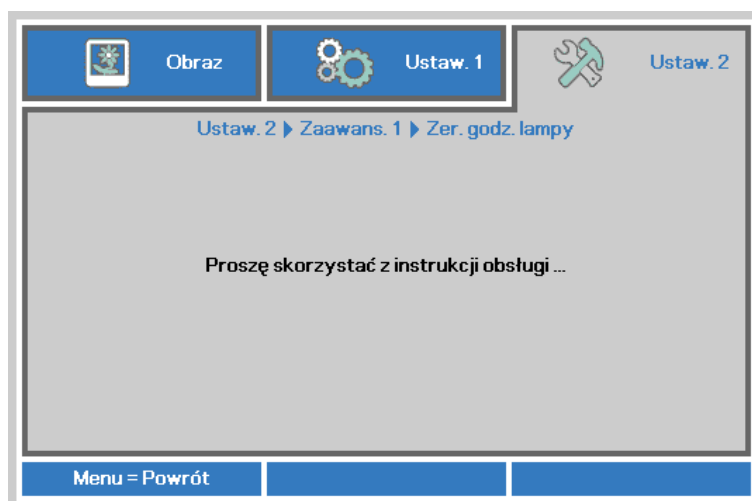 Obraz
Ustaw. 1
Ustaw. 2
Ustaw. 2 ▶ Zaawans. 1 ▶ Zer. godz. lampy
Proszę skorzystać z instrukcji obsługi ...
Menu = Powrót